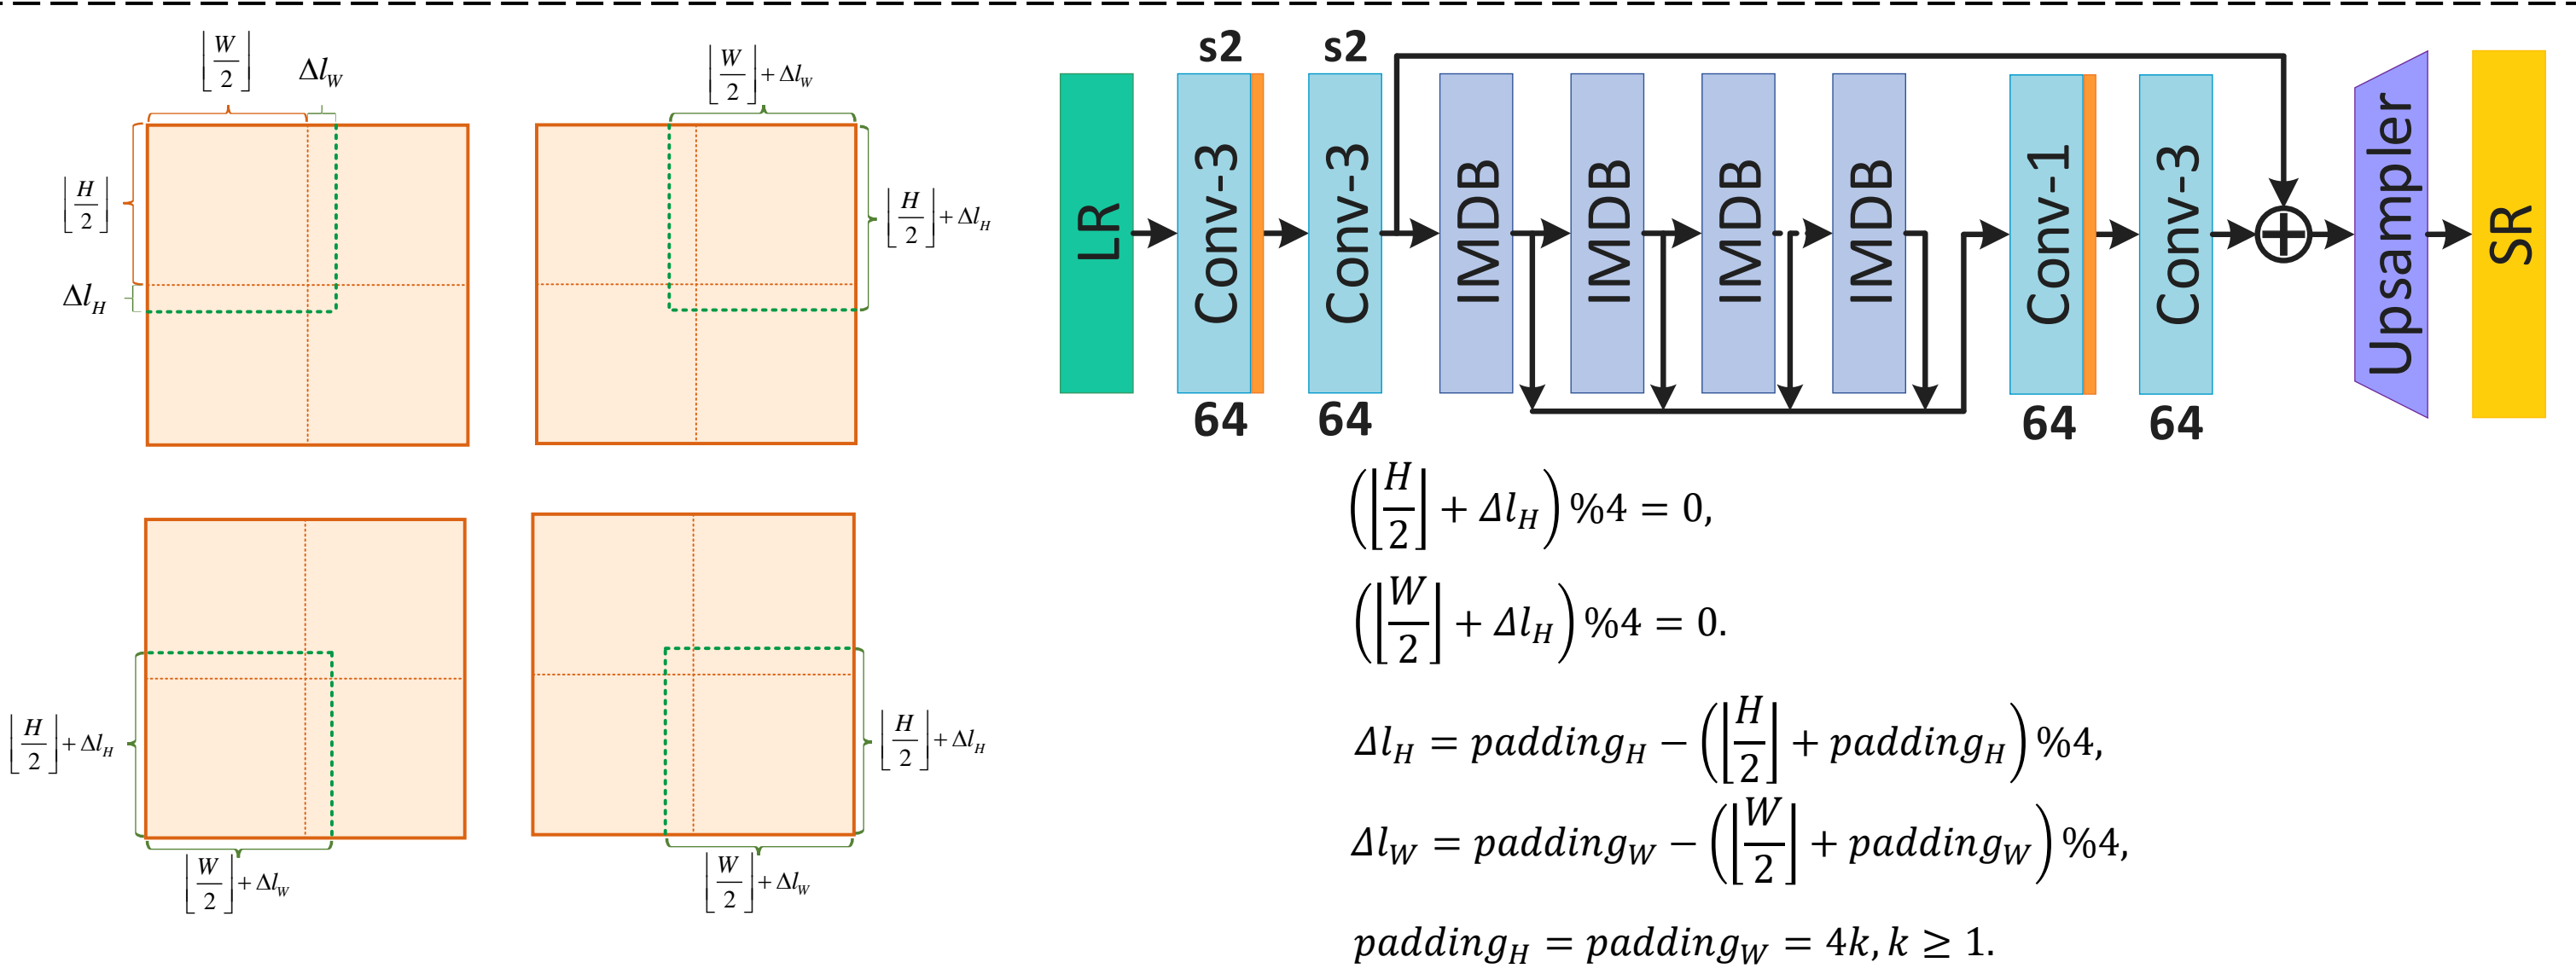 ⌊W/2⌋
Δl_W
⌊H/2⌋
Δl_H
⌊W/2⌋ + Δl_W
⌊H/2⌋ + Δl_H
⌊H/2⌋ + Δl_H
⌊W/2⌋ + Δl_W
⌊H/2⌋ + Δl_H
⌊W/2⌋ + Δl_W
s2
s2
LR
Conv-3
Conv-3
IMDB
IMDB
IMDB
IMDB
Conv-1
Conv-3
Upsampler
SR
64
64
64
64
(⌊H/2⌋ + Δl_H) %4 = 0,
(⌊W/2⌋ + Δl_H) %4 = 0.
Δl_H = padding_H − (⌊H/2⌋ + padding_H) %4,
Δl_W = padding_W − (⌊W/2⌋ + padding_W) %4,
padding_H = padding_W = 4k, k ≥ 1.